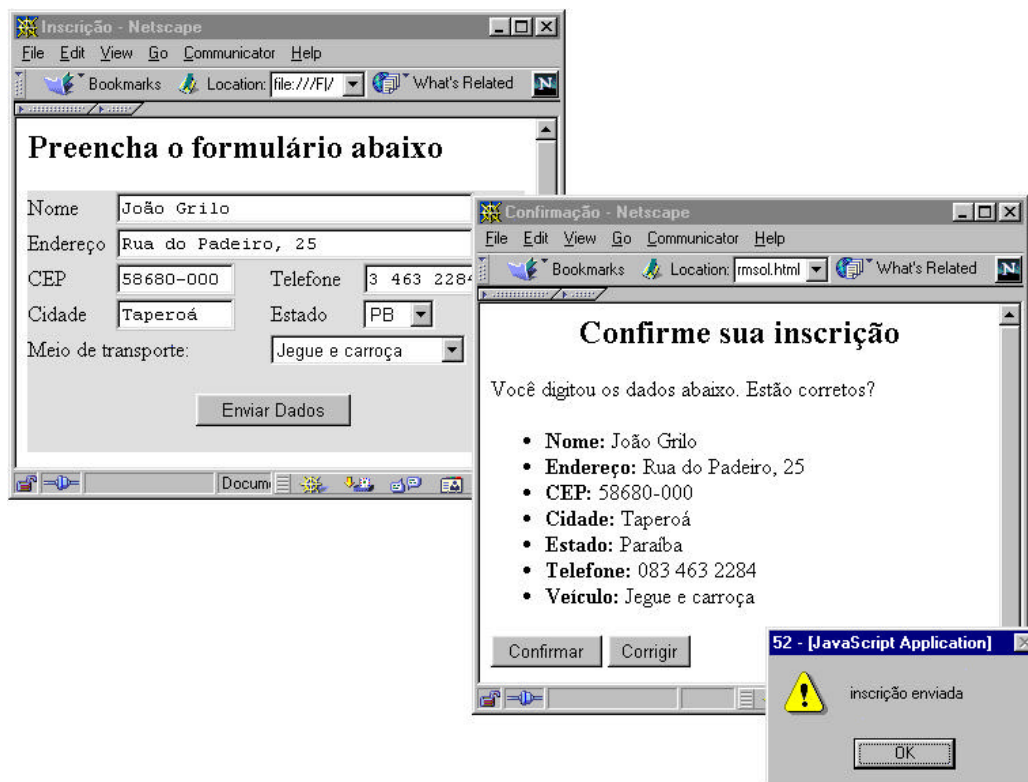 Inscrição - Netscape
File Edit View Go Communicator Help
Bookmarks Location: file:///F|/ What's Related N
Preencha o formulário abaixo
Nome João Grilo
Endereço Rua do Padeiro, 25
CEP 58680-000 Telefone 3 463 2284
Cidade Taperoá Estado PB
Meio de transporte: Jegue e carroça
Enviar Dados
Docum
Confirmação - Netscape
File Edit View Go Communicator Help
Bookmarks Location: rmsol.html What's Related N
Confirme sua inscrição
Você digitou os dados abaixo. Estão corretos?
• Nome: João Grilo
• Endereço: Rua do Padeiro, 25
• CEP: 58680-000
• Cidade: Taperoá
• Estado: Paraíba
• Telefone: 083 463 2284
• Veículo: Jegue e carroça
Confirmar Corrigir
52 - [JavaScript Application]
inscrição enviada
OK